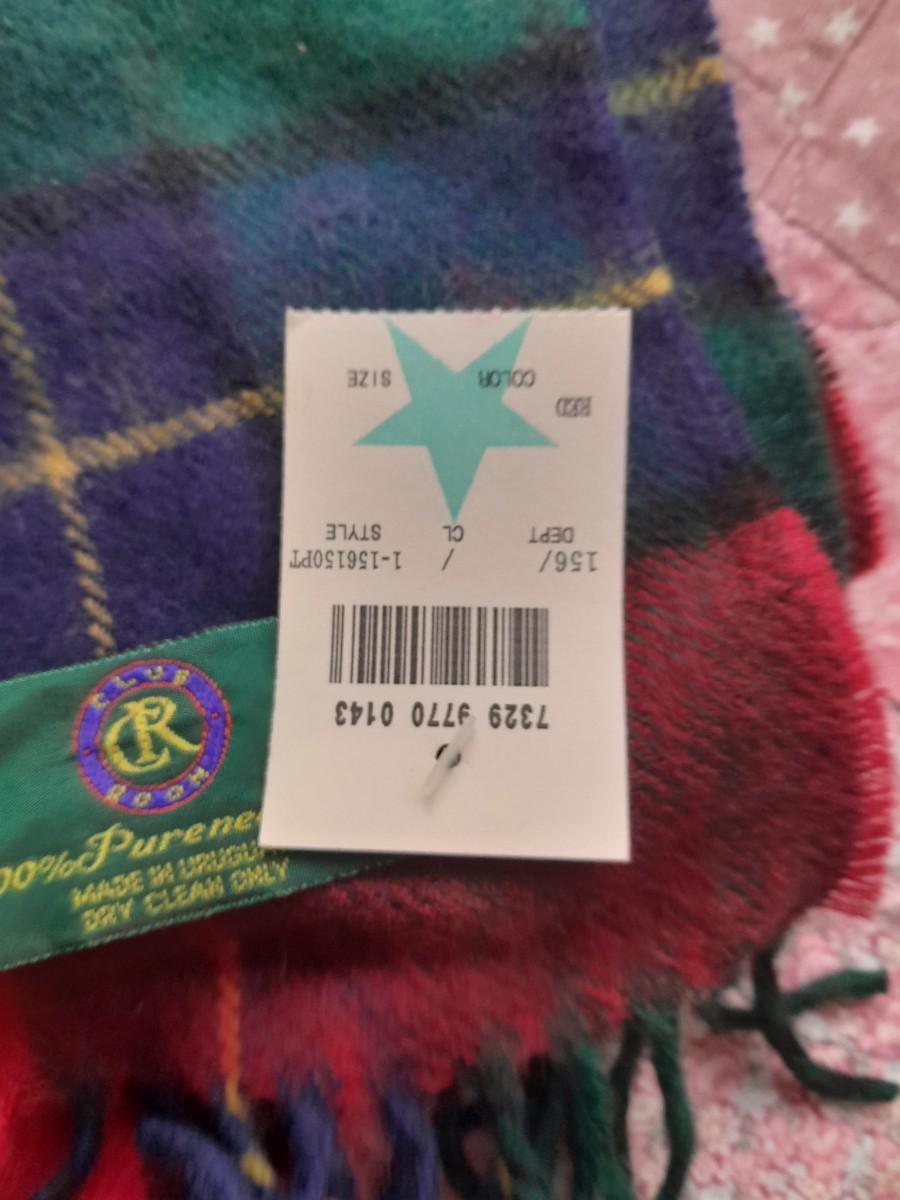 7329 9770 0143
156/ / 1-156150PT
DEPT CL STYLE
RED
COLOR SIZE
CLUB
CR
ROOM
00% Purene
MADE IN URUGU
DRY CLEAN ONLY